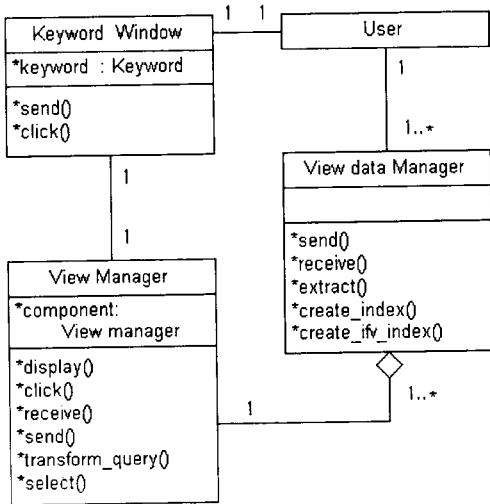 Keyword Window
*keyword : Keyword
*send()
*click()
1 1
User
1
1..*
View data Manager
*send()
*receive()
*extract()
*create_index()
*create_ifv_index()
1
1
View Manager
*component:
View manager
*display()
*click()
*receive()
*send()
*transform_query()
*select()
1
1..*